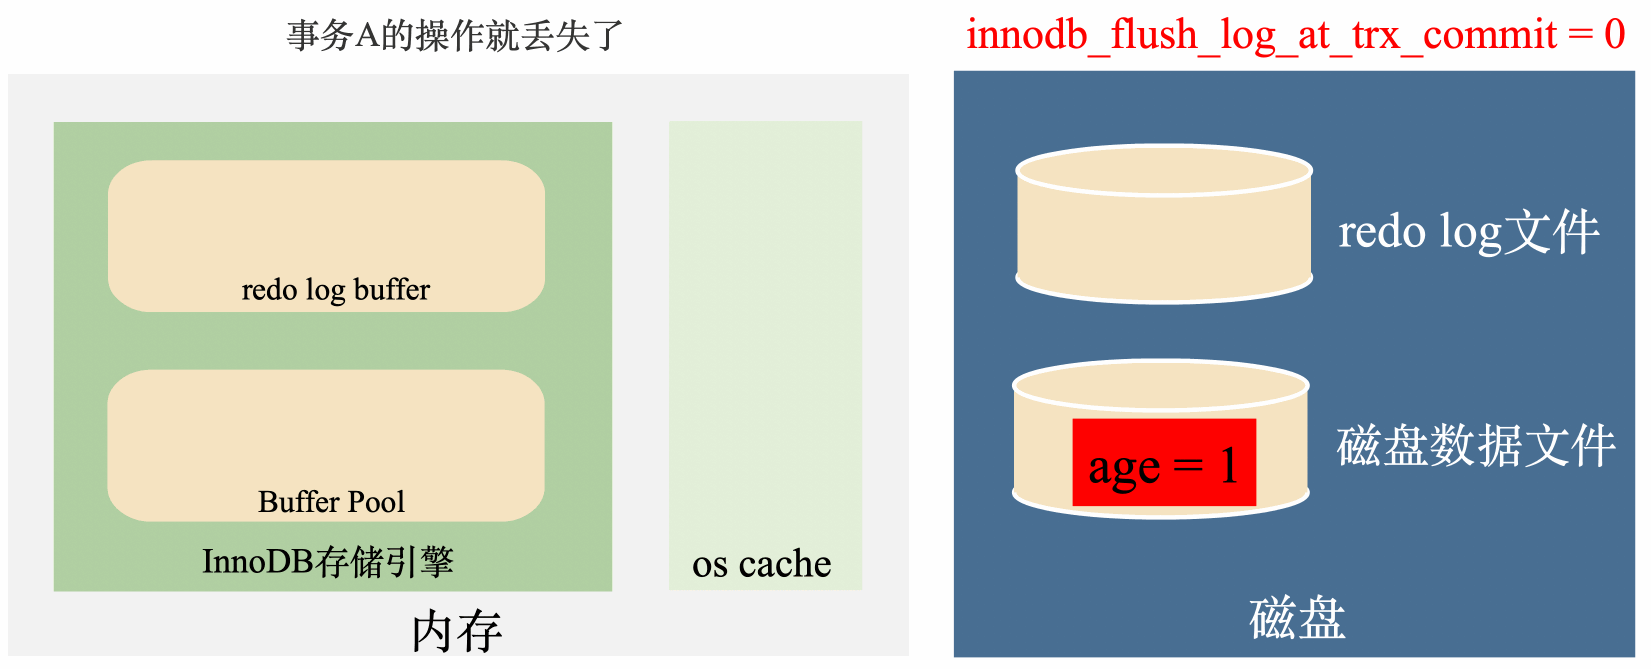 事务A的操作就丢失了
innodb_flush_log_at_trx_commit = 0
redo log buffer
Buffer Pool
InnoDB存储引擎
os cache
内存
redo log文件
age = 1
磁盘数据文件
磁盘